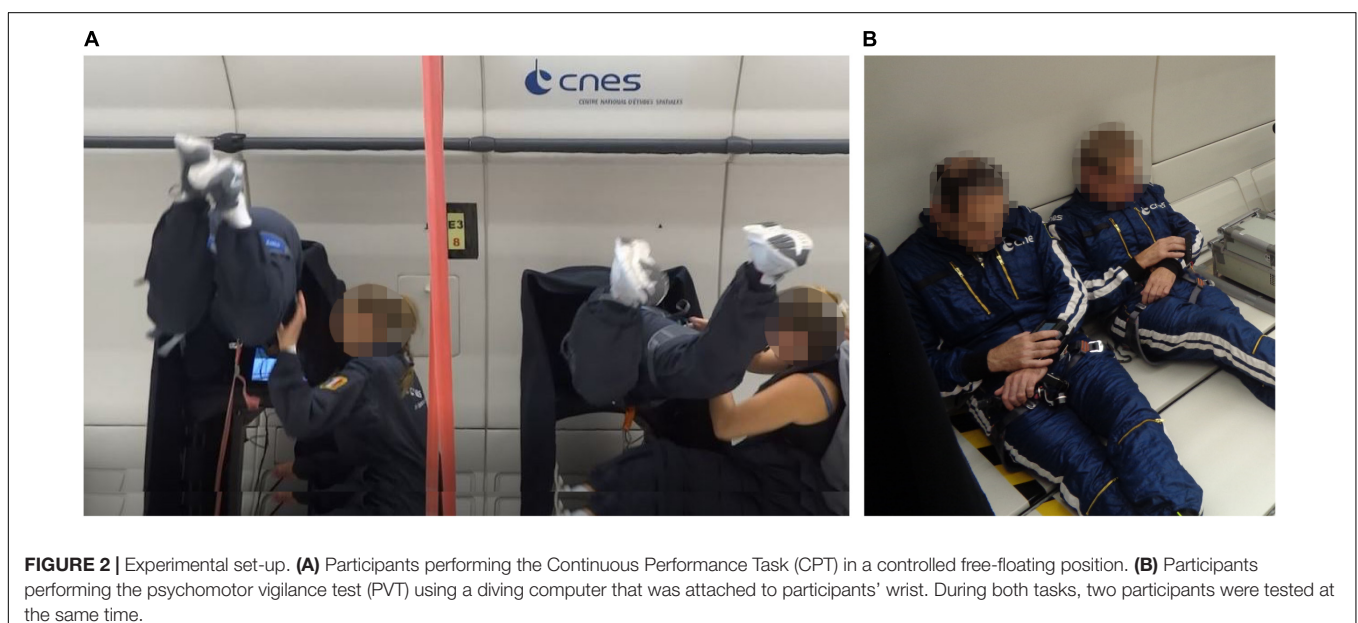 A
B
cnes
CENTRE NATIONAL D'ÉTUDES SPATIALES
E3
8
cnes
cne
FIGURE 2 | Experimental set-up. (A) Participants performing the Continuous Performance Task (CPT) in a controlled free-floating position. (B) Participants
performing the psychomotor vigilance test (PVT) using a diving computer that was attached to participants' wrist. During both tasks, two participants were tested at
the same time.